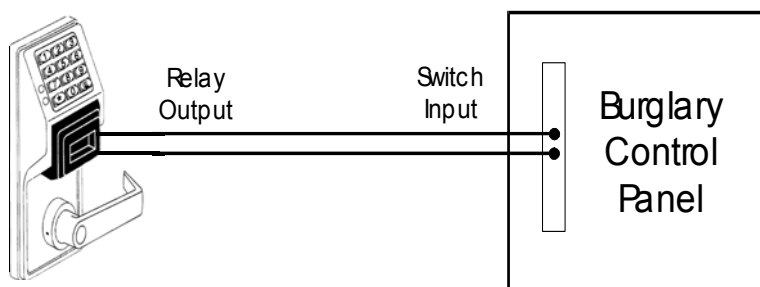 Relay
Output
Switch
Input
Burglary
Control
Panel